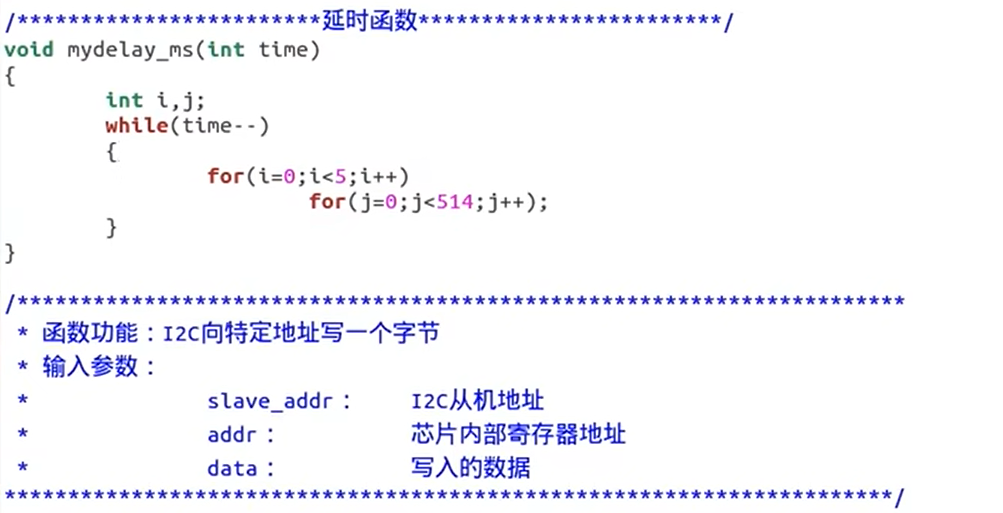 /************************延时函数************************/
void mydelay_ms(int time)
{
        int i,j;
        while(time--)
        {
                for(i=0;i<5;i++)
                        for(j=0;j<514;j++);
        }
}
/**********************************************************************
 * 函数功能：I2C向特定地址写一个字节
 * 输入参数：
 *              slave_addr：    I2C从机地址
 *              addr：          芯片内部寄存器地址
 *              data：          写入的数据
**********************************************************************/